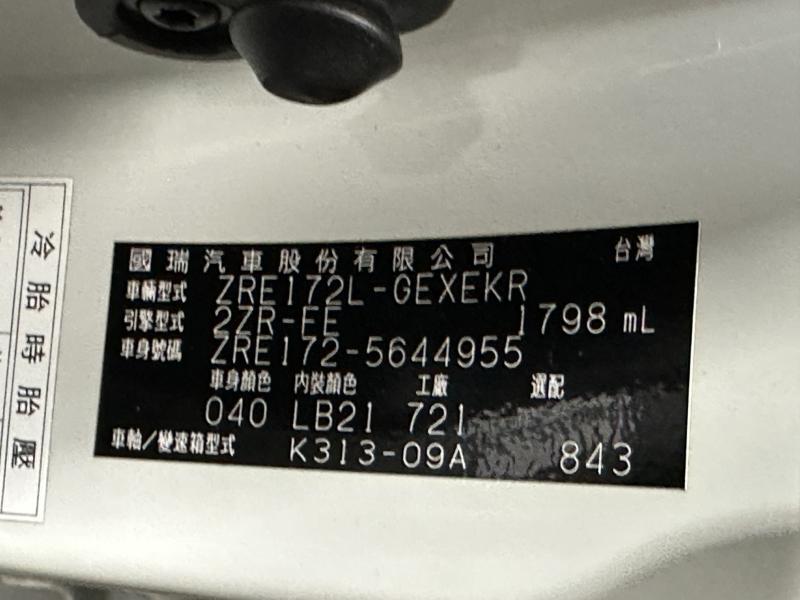 國瑞汽車股份有限公司 台灣
車輛型式 ZRE172L-GEXEKR
引擎型式 2ZR-FE 1798 mL
車身號碼 ZRE172-5644955
車身顏色 內裝顏色 工廠 選配
040 LB21 721
車軸/變速箱型式 K313-09A 843
冷胎時胎壓